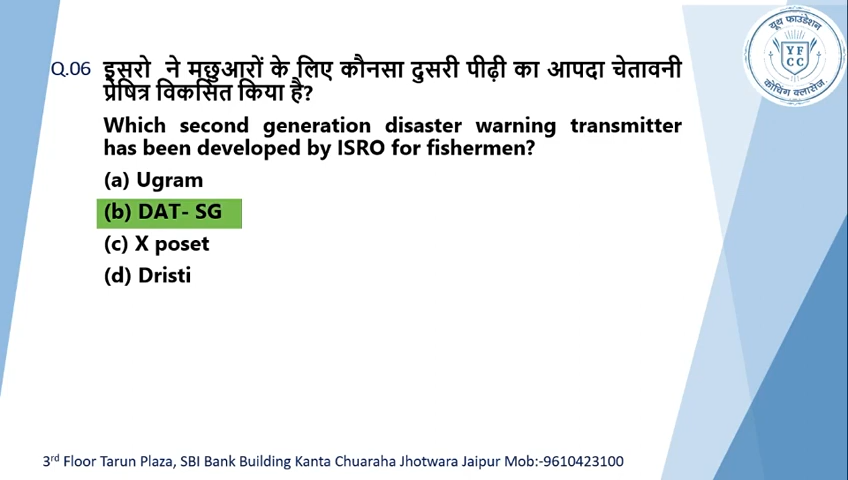 यूथ फाउंडेशन
Y F
C C
कोचिंग क्लासेज
Q.06 इसरो ने मछुआरों के लिए कौनसा दुसरी पीढ़ी का आपदा चेतावनी
प्रेषित्र विकसित किया है?
Which second generation disaster warning transmitter
has been developed by ISRO for fishermen?
(a) Ugram
(b) DAT- SG
(c) X poset
(d) Dristi
3rd Floor Tarun Plaza, SBI Bank Building Kanta Chuaraha Jhotwara Jaipur Mob:-9610423100